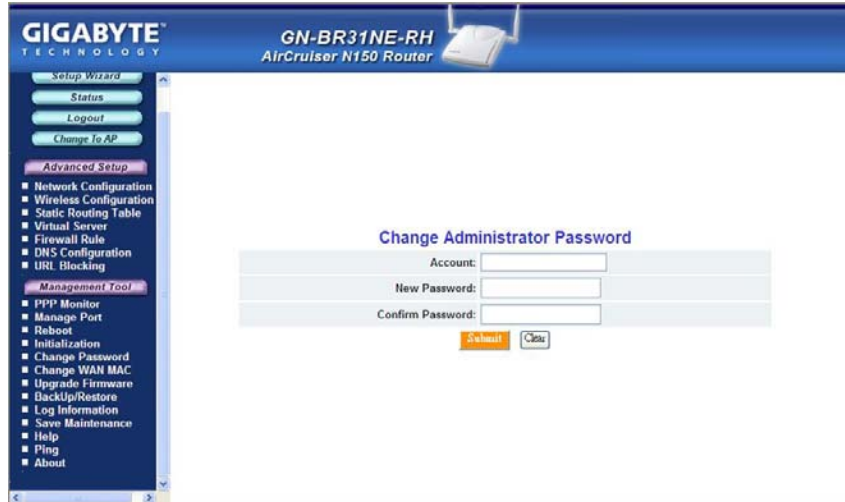 GIGABYTE™
TECHNOLOGY
GN-BR31NE-RH
AirCruiser N150 Router
Setup Wizard
Status
Logout
Change To AP
Advanced Setup
Network Configuration
Wireless Configuration
Static Routing Table
Virtual Server
Firewall Rule
DNS Configuration
URL Blocking
Management Tool
PPP Monitor
Manage Port
Reboot
Initialization
Change Password
Change WAN MAC
Upgrade Firmware
BackUp/Restore
Log Information
Save Maintenance
Help
Ping
About
Change Administrator Password
Account:
New Password:
Confirm Password:
Submit Clear